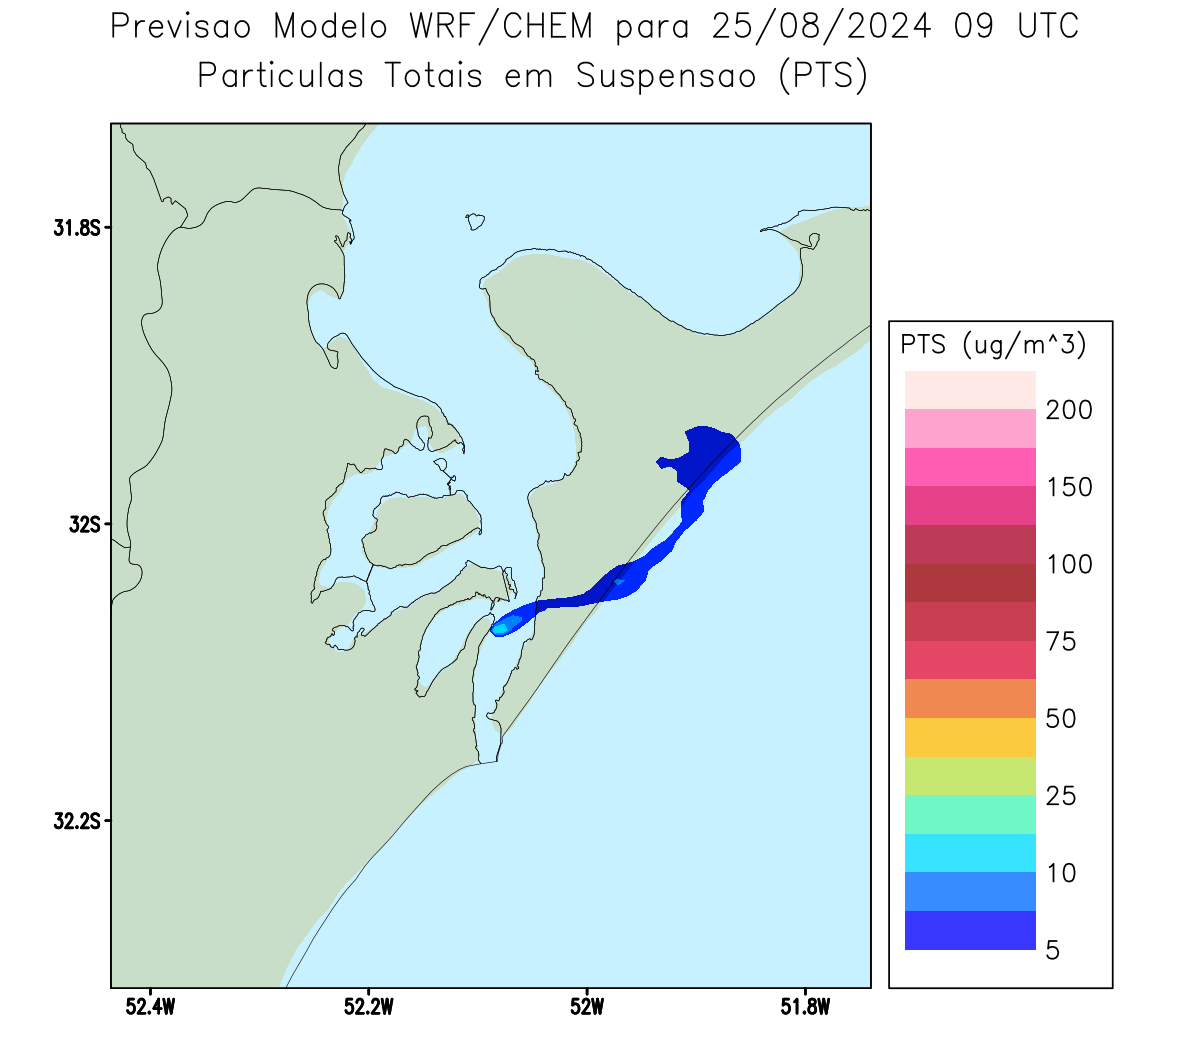 Previsao Modelo WRF/CHEM para 25/08/2024 09 UTC
Particulas Totais em Suspensao (PTS)
31.8S
32S
32.2S
52.4W
52.2W
52W
51.8W
PTS (ug/m^3)
200
150
100
75
50
25
10
5